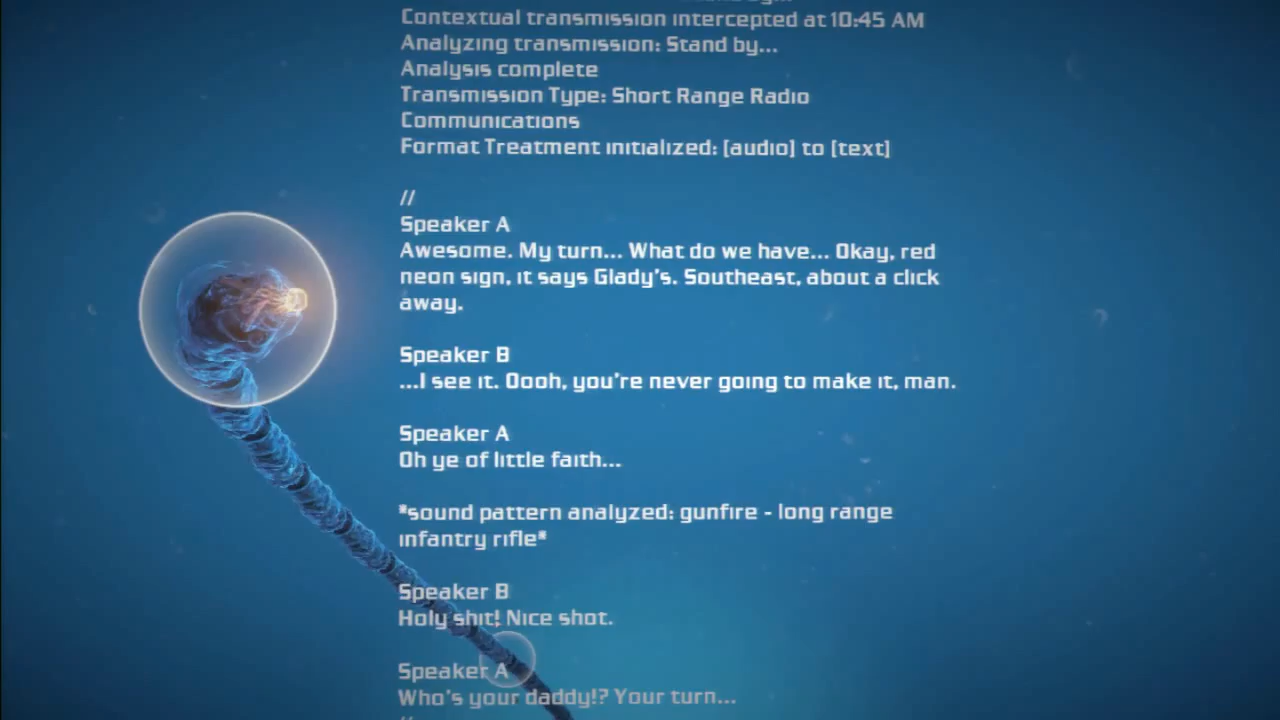 Contextual transmission intercepted at 10:45 AM
Analyzing transmission: Stand by...
Analysis complete
Transmission Type: Short Range Radio
Communications
Format Treatment initialized: [audio] to [text]
//
Speaker A
Awesome. My turn... What do we have... Okay, red
neon sign, it says Glady's. Southeast, about a click
away.
Speaker B
...I see it. Oooh, you're never going to make it, man.
Speaker A
Oh ye of little faith...
*sound pattern analyzed: gunfire - long range
infantry rifle*
Speaker B
Holy shit! Nice shot.
Speaker A
Who's your daddy!? Your turn...
//